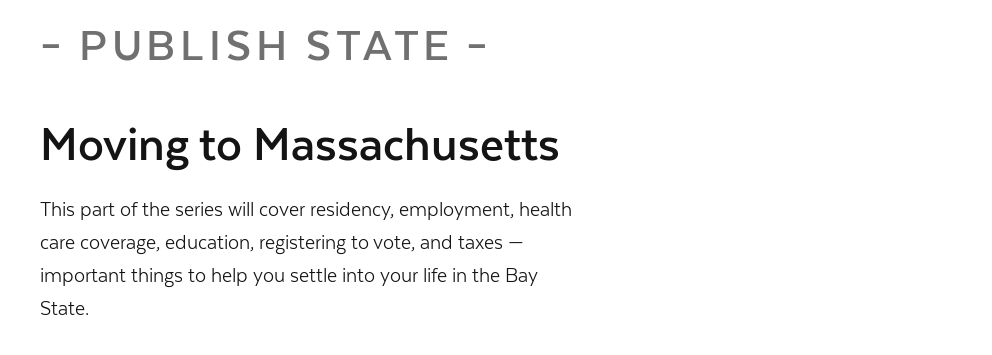 – PUBLISH STATE –
Moving to Massachusetts
This part of the series will cover residency, employment, health
care coverage, education, registering to vote, and taxes —
important things to help you settle into your life in the Bay
State.